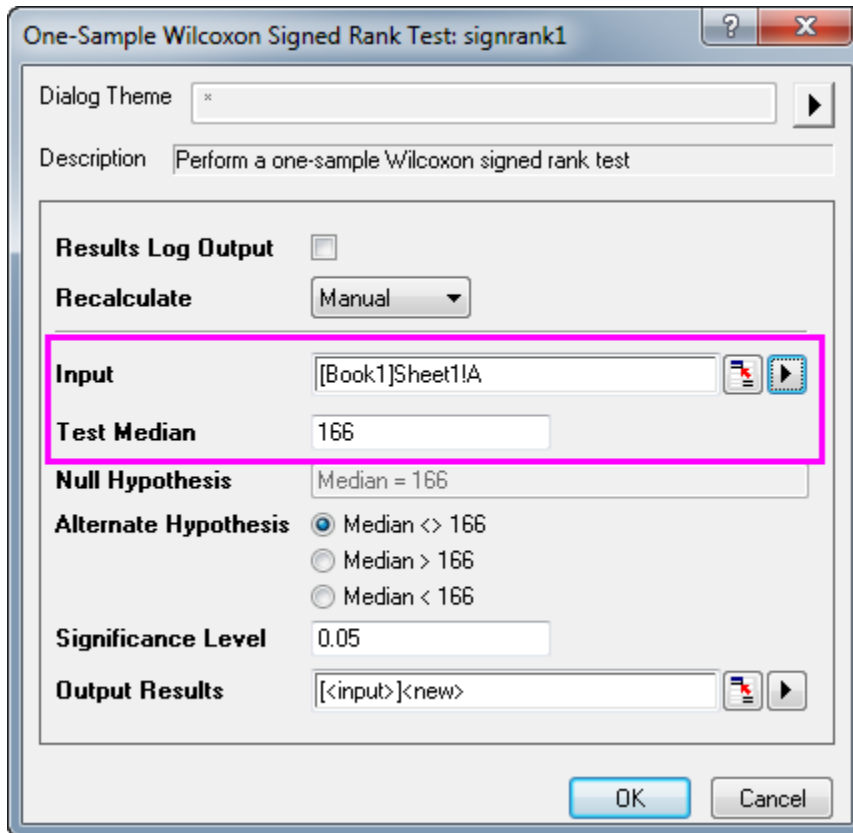 One-Sample Wilcoxon Signed Rank Test: signrank1
Dialog Theme *
Description Perform a one-sample Wilcoxon signed rank test
Results Log Output
Recalculate Manual
Input [Book1]Sheet1!A
Test Median 166
Null Hypothesis Median = 166
Alternate Hypothesis Median <> 166
Median > 166
Median < 166
Significance Level 0.05
Output Results [<input>]<new>
OK Cancel